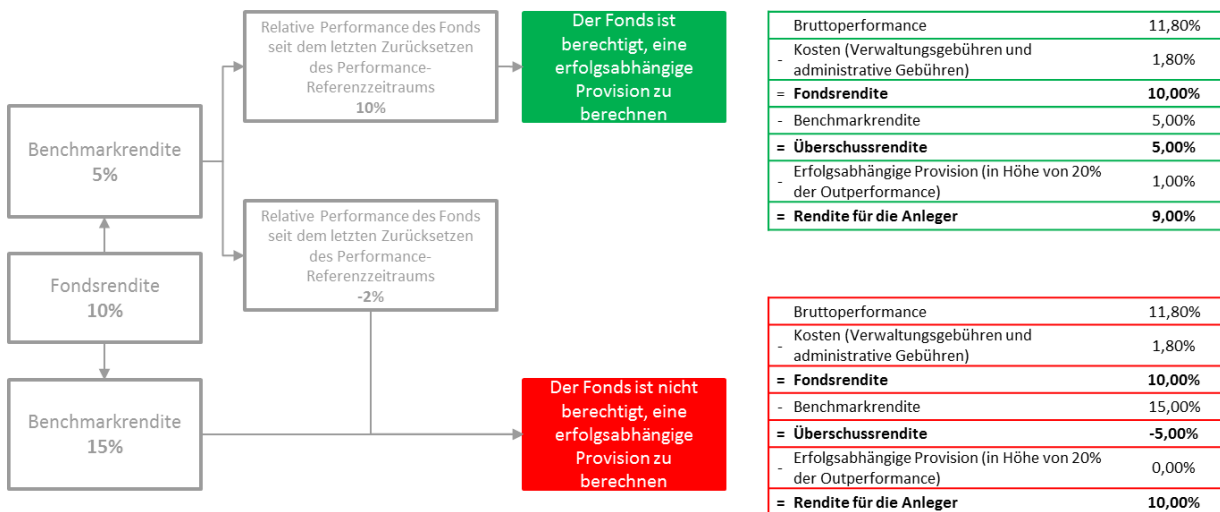 Benchmarkrendite
5%
Fondsrendite
10%
Benchmarkrendite
15%
Relative Performance des Fonds
seit dem letzten Zurücksetzen
des Performance-
Referenzzeitraums
10%
Relative Performance des Fonds
seit dem letzten Zurücksetzen
des Performance-
Referenzzeitraums
-2%
Der Fonds ist
berechtigt, eine
erfolgsabhängige
Provision zu
berechnen
Der Fonds ist nicht
berechtigt, eine
erfolgsabhängige
Provision zu
berechnen
Bruttoperformance 11,80%
- Kosten (Verwaltungsgebühren und
administrative Gebühren) 1,80%
= Fondsrendite 10,00%
- Benchmarkrendite 5,00%
= Überschussrendite 5,00%
- Erfolgsabhängige Provision (in Höhe von 20%
der Outperformance) 1,00%
= Rendite für die Anleger 9,00%
Bruttoperformance 11,80%
- Kosten (Verwaltungsgebühren und
administrative Gebühren) 1,80%
= Fondsrendite 10,00%
- Benchmarkrendite 15,00%
= Überschussrendite -5,00%
- Erfolgsabhängige Provision (in Höhe von 20%
der Outperformance) 0,00%
= Rendite für die Anleger 10,00%